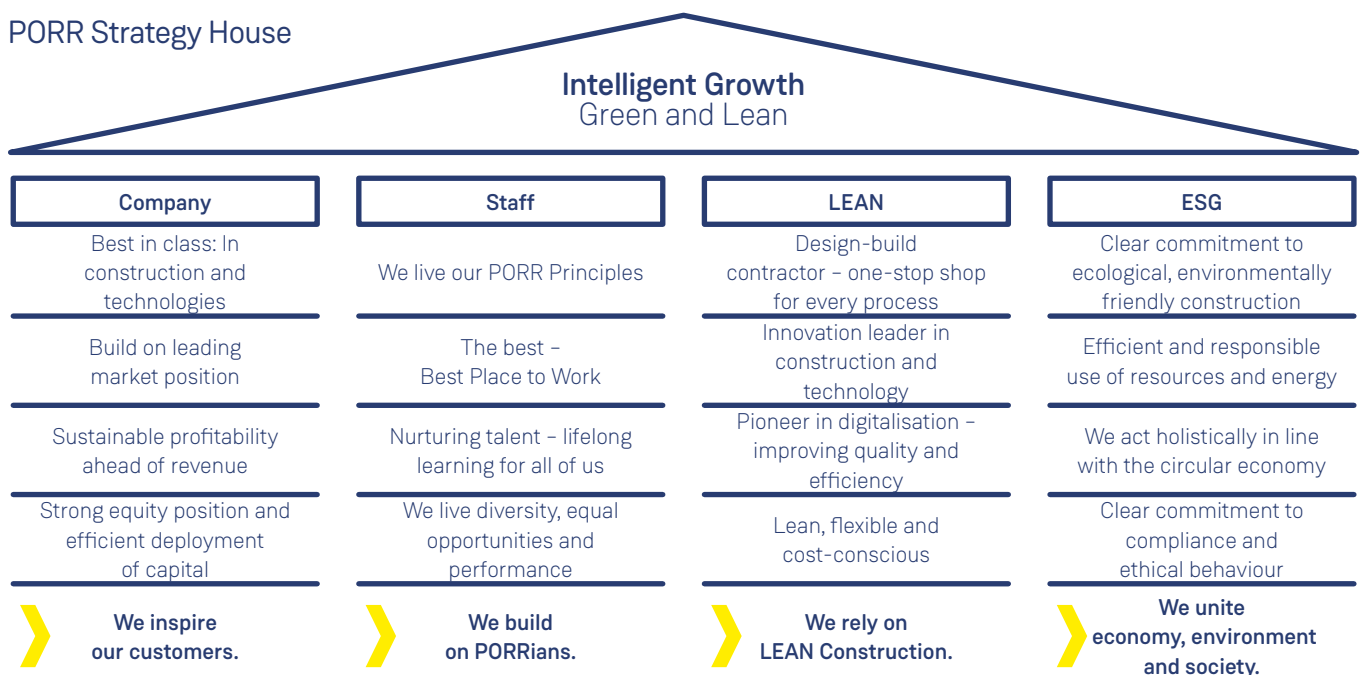 PORR Strategy House
Intelligent Growth
Green and Lean
Company
Best in class: In
construction and
technologies
Build on leading
market position
Sustainable profitability
ahead of revenue
Strong equity position and
efficient deployment
of capital
We inspire
our customers.
Staff
We live our PORR Principles
The best –
Best Place to Work
Nurturing talent – lifelong
learning for all of us
We live diversity, equal
opportunities and
performance
We build
on PORRians.
LEAN
Design-build
contractor – one-stop shop
for every process
Innovation leader in
construction and
technology
Pioneer in digitalisation –
improving quality and
efficiency
Lean, flexible and
cost-conscious
We rely on
LEAN Construction.
ESG
Clear commitment to
ecological, environmentally
friendly construction
Efficient and responsible
use of resources and energy
We act holistically in line
with the circular economy
Clear commitment to
compliance and
ethical behaviour
We unite
economy, environment
and society.